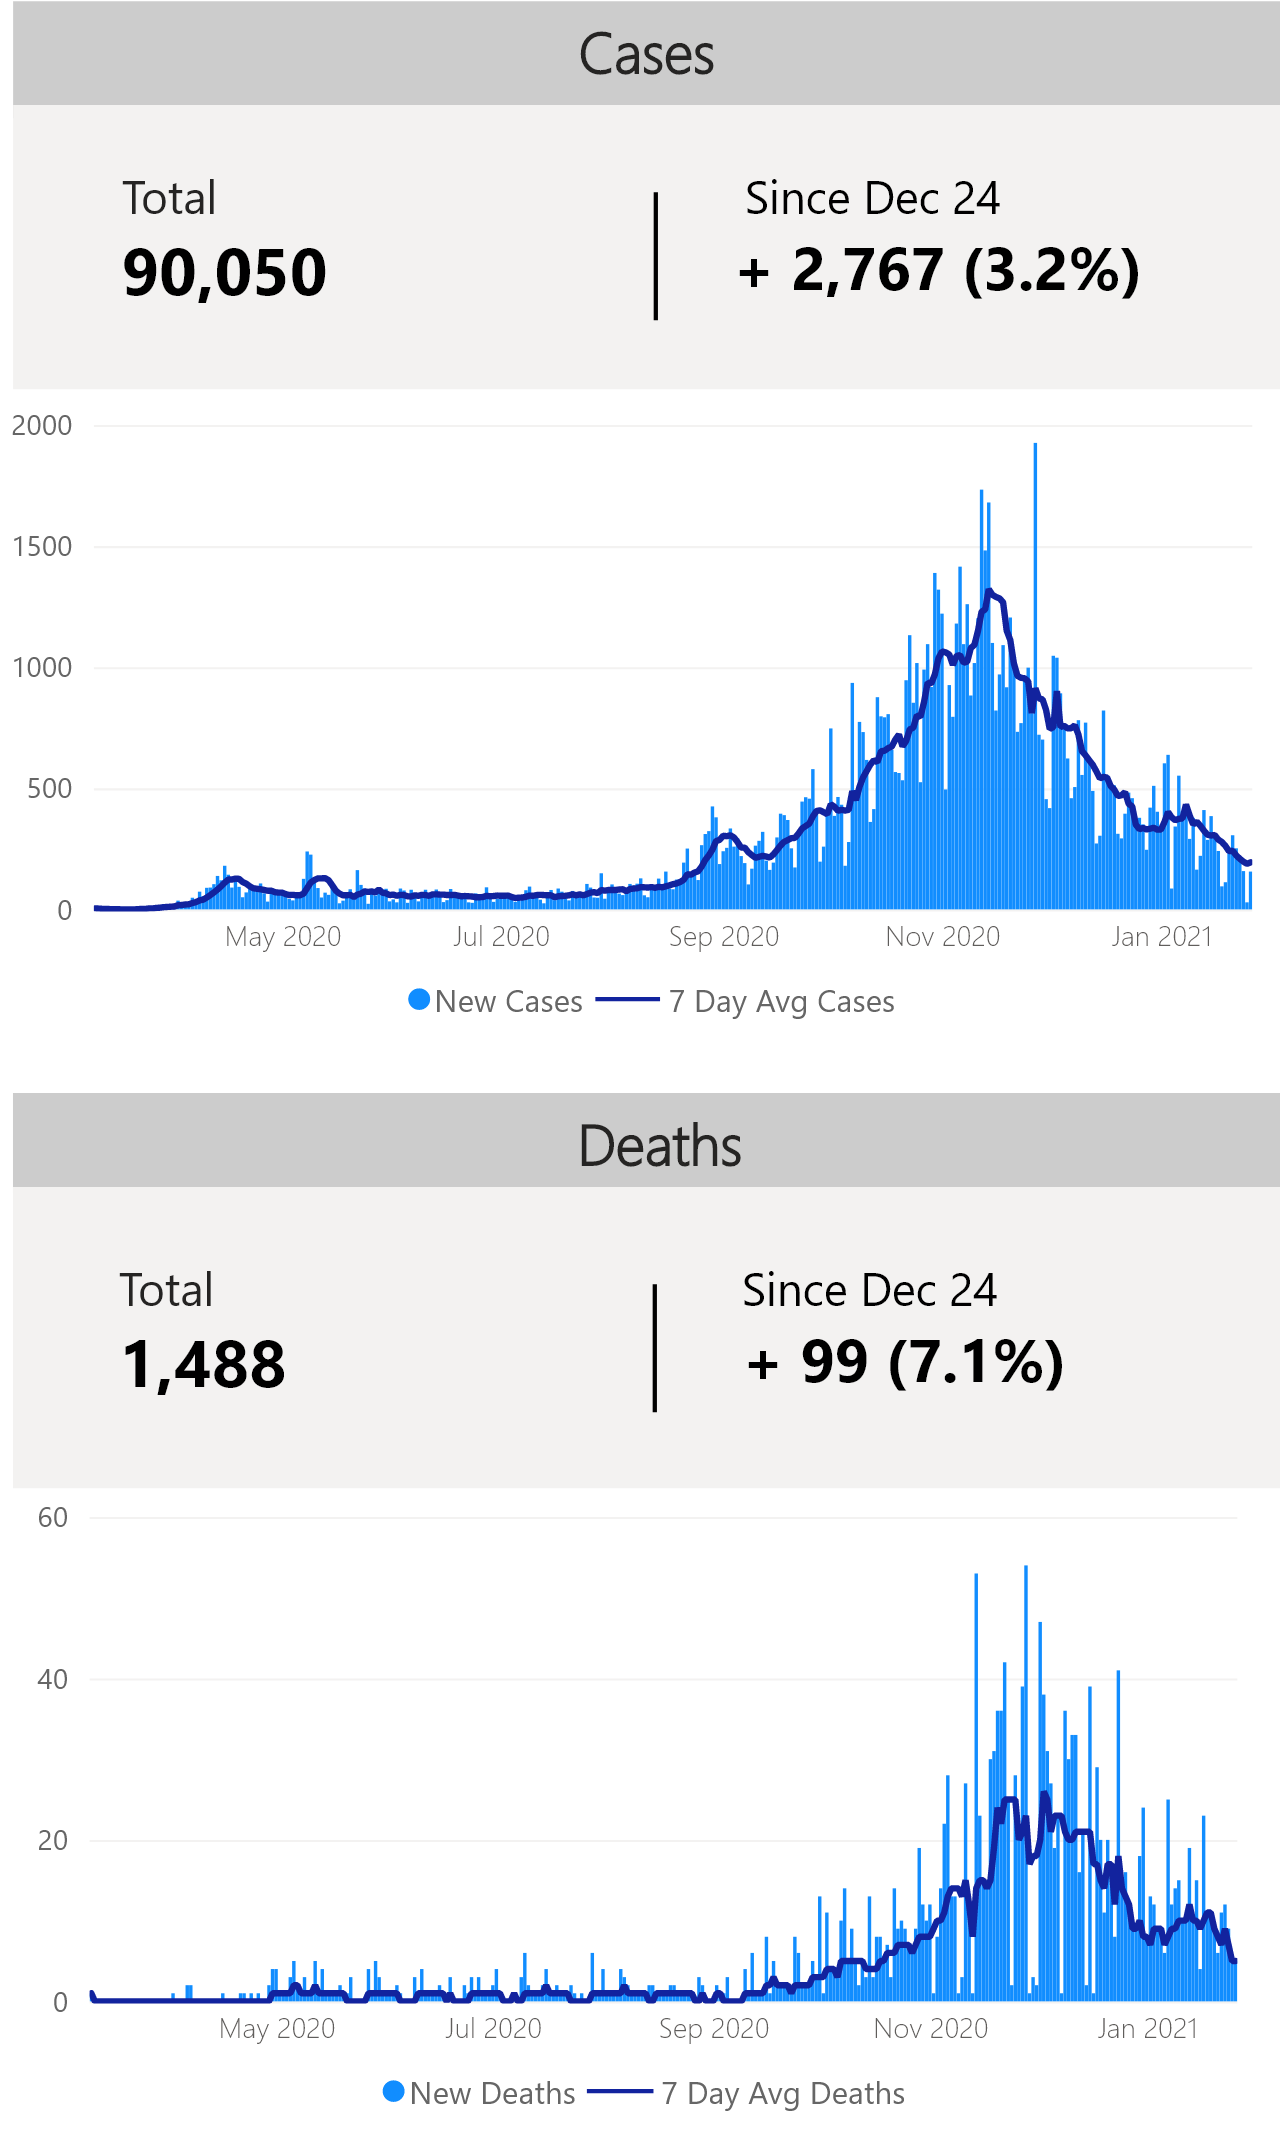 Cases
Total
Since Dec 24
90,050
+ 2,767 (3.2%)
2000
1500
1000
500
0
May 2020
Jul 2020
Sep 2020
Nov 2020
Jan 2021
New Cases
7 Day Avg Cases
Deaths
Total
Since Dec 24
1,488
+ 99 (7.1%)
60
40
20
0
May 2020
Jul 2020
Sep 2020
Nov 2020
Jan 2021
New Deaths
7 Day Avg Deaths